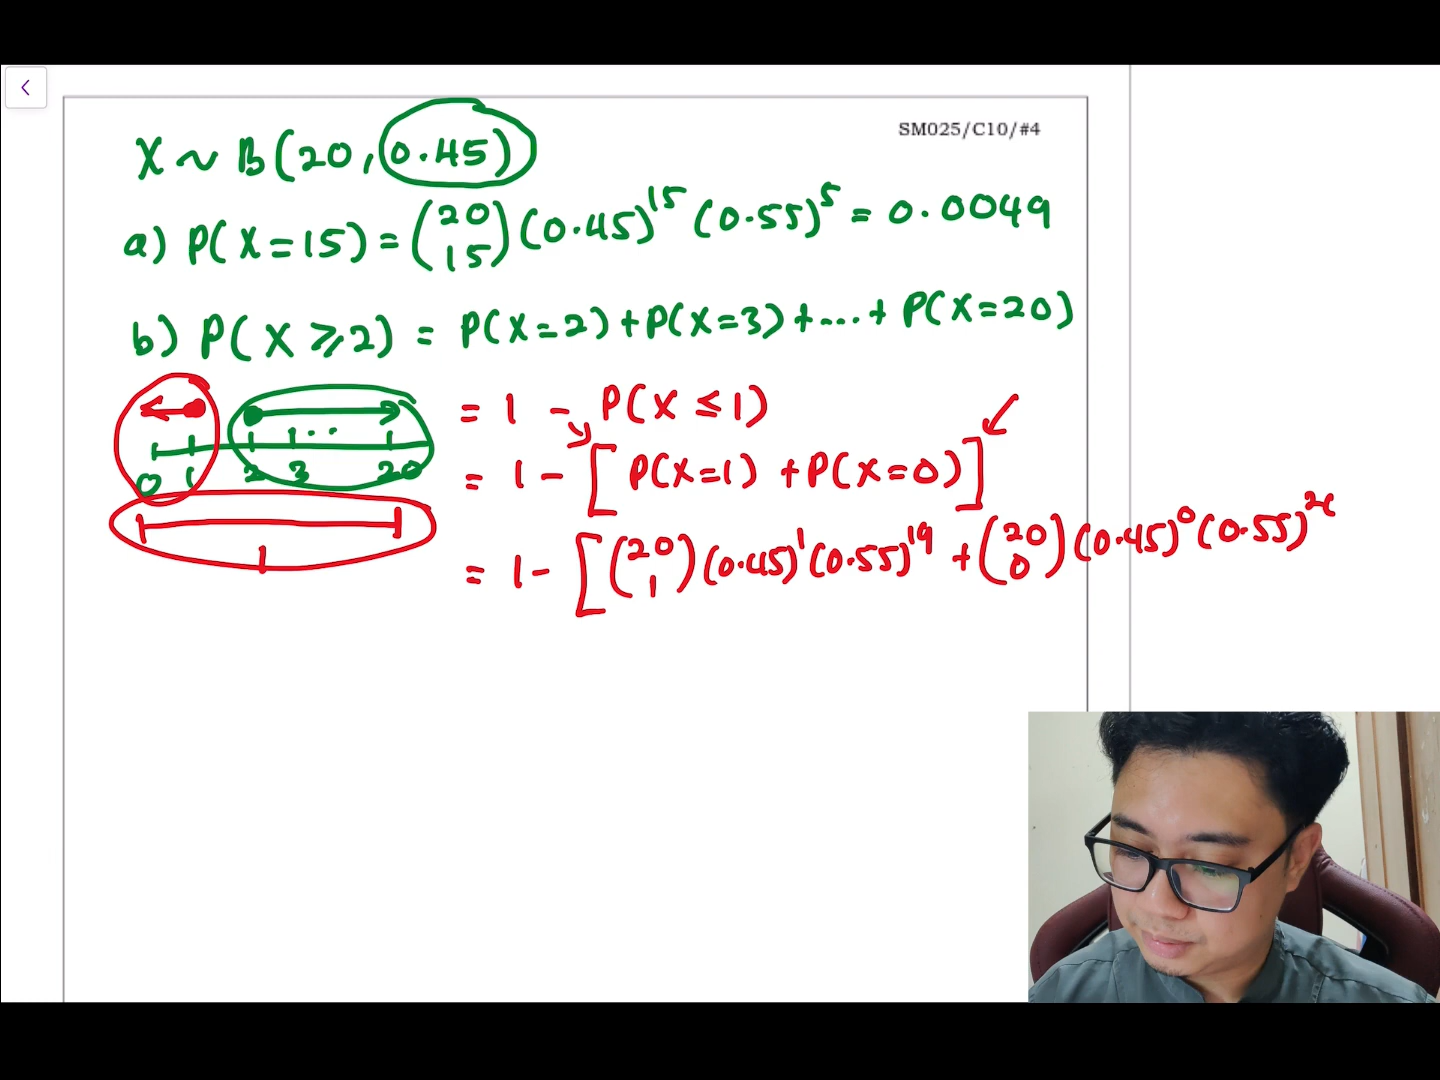 SM025/C10/#4
X ~ B(20, 0.45)
a) P(X=15) = (20 15)(0.45)^15 (0.55)^5 = 0.0049
b) P(X ≥ 2) = P(X=2) + P(X=3) + ... + P(X=20)
= 1 - P(X ≤ 1)
0 1 2 3 .. 20
= 1 - [P(X=1) + P(X=0)]
1
= 1 - [(20 1)(0.45)^1 (0.55)^19 + (20 0)(0.45)^0 (0.55)